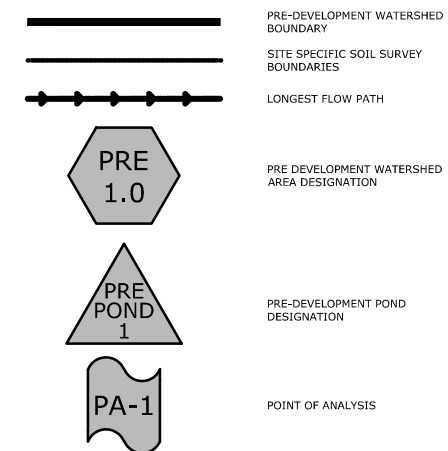 PRE-DEVELOPMENT WATERSHED
BOUNDARY
SITE SPECIFIC SOIL SURVEY
BOUNDARIES
LONGEST FLOW PATH
PRE
1.0
PRE DEVELOPMENT WATERSHED
AREA DESIGNATION
PRE
POND
1
PRE-DEVELOPMENT POND
DESIGNATION
PA-1
POINT OF ANALYSIS